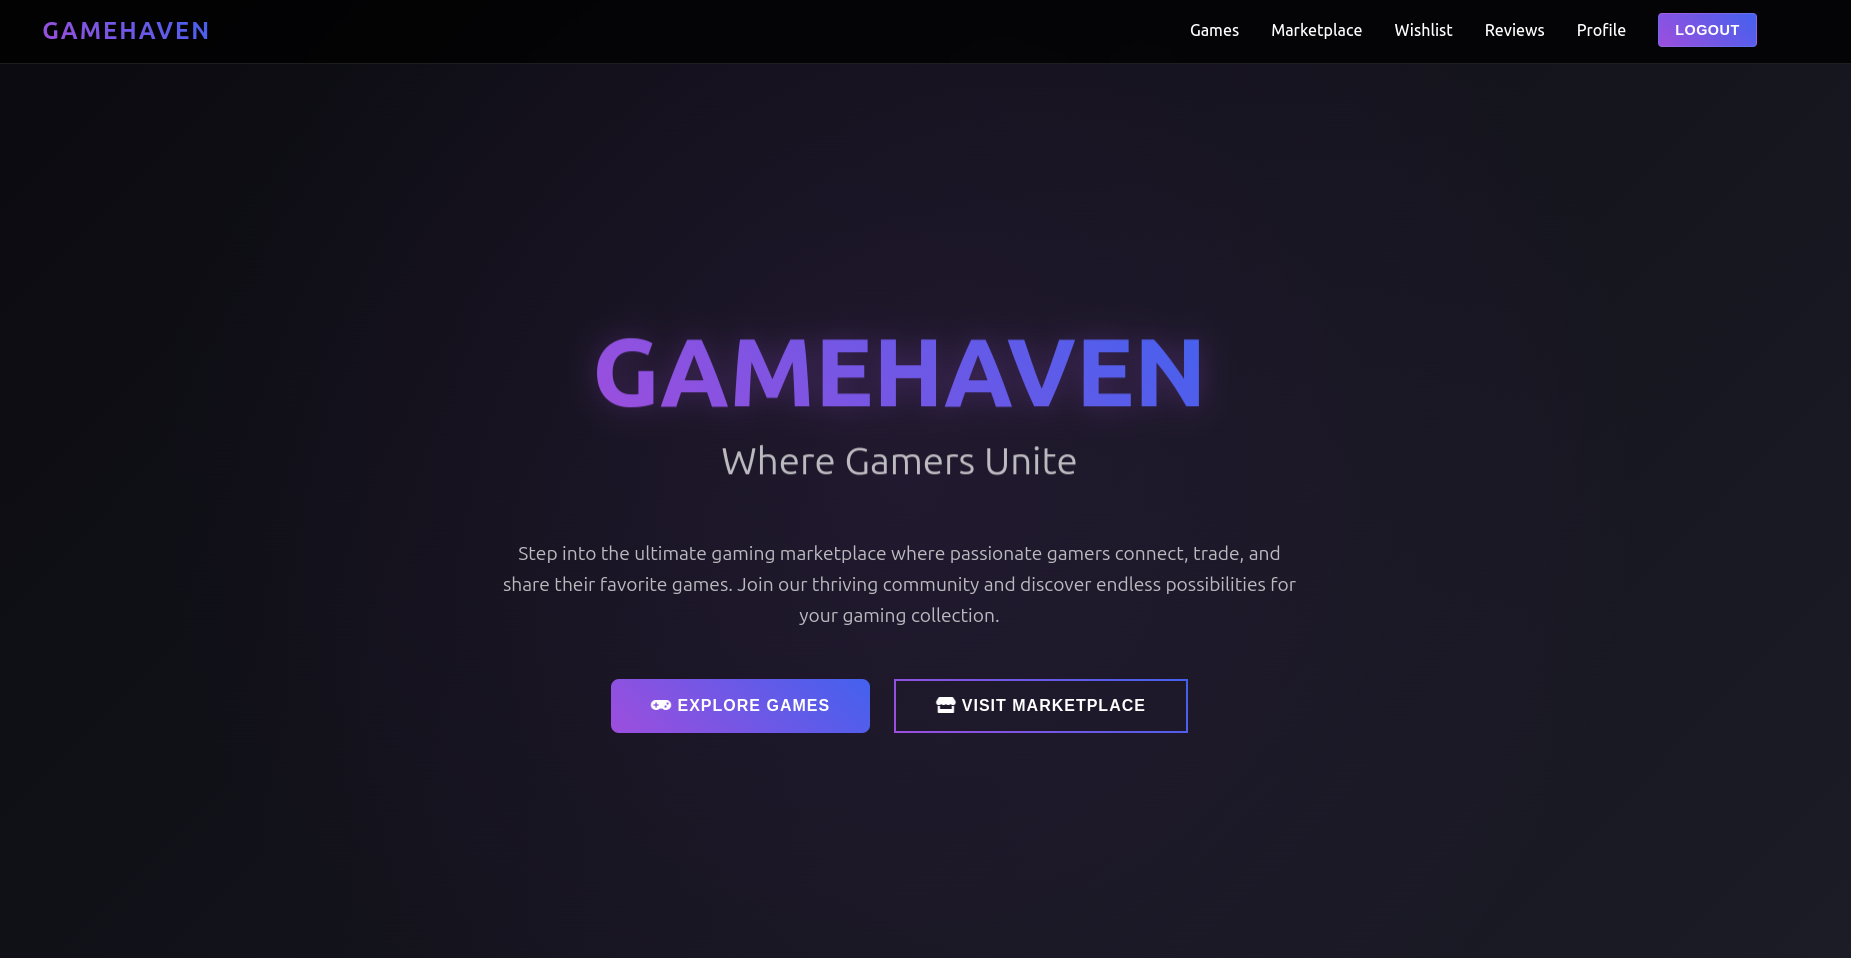 GAMEHAVEN
Games
Marketplace
Wishlist
Reviews
Profile
LOGOUT
GAMEHAVEN
Where Gamers Unite
Step into the ultimate gaming marketplace where passionate gamers connect, trade, and
share their favorite games. Join our thriving community and discover endless possibilities for
your gaming collection.
EXPLORE GAMES
VISIT MARKETPLACE